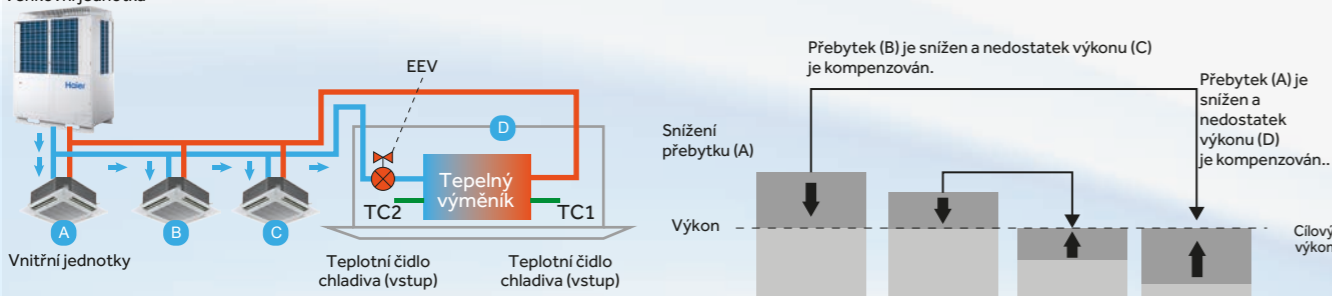 Haier
EEV
D
Tepelný
výměník
TC2
TC1
A
B
C
Vnitřní jednotky
Teplotní čidlo
chladiva (vstup)
Teplotní čidlo
chladiva (vstup)
Přebytek (B) je snížen a nedostatek výkonu (C)
je kompenzován.
Přebytek (A) je
snížen a
nedostatek
výkonu (D)
je kompenzován..
Snížení
přebytku (A)
Výkon
Cílový
výkon